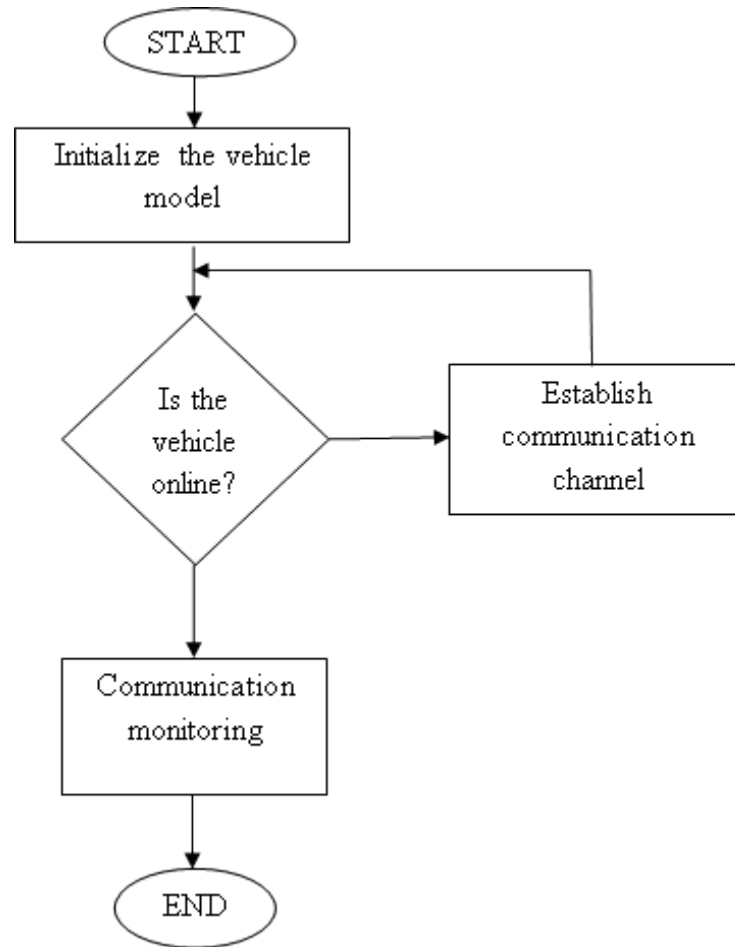 START
Initialize the vehicle
model
Is the
vehicle
online?
Establish
communication
channel
Communication
monitoring
END